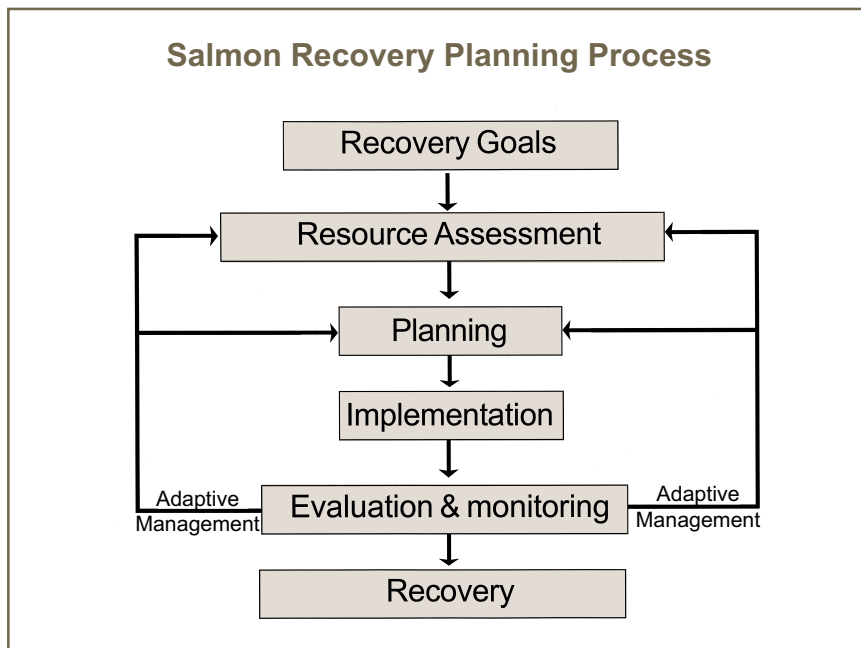 Salmon Recovery Planning Process
Recovery Goals
Resource Assessment
Planning
Implementation
Evaluation & monitoring
Adaptive
Management
Adaptive
Management
Recovery